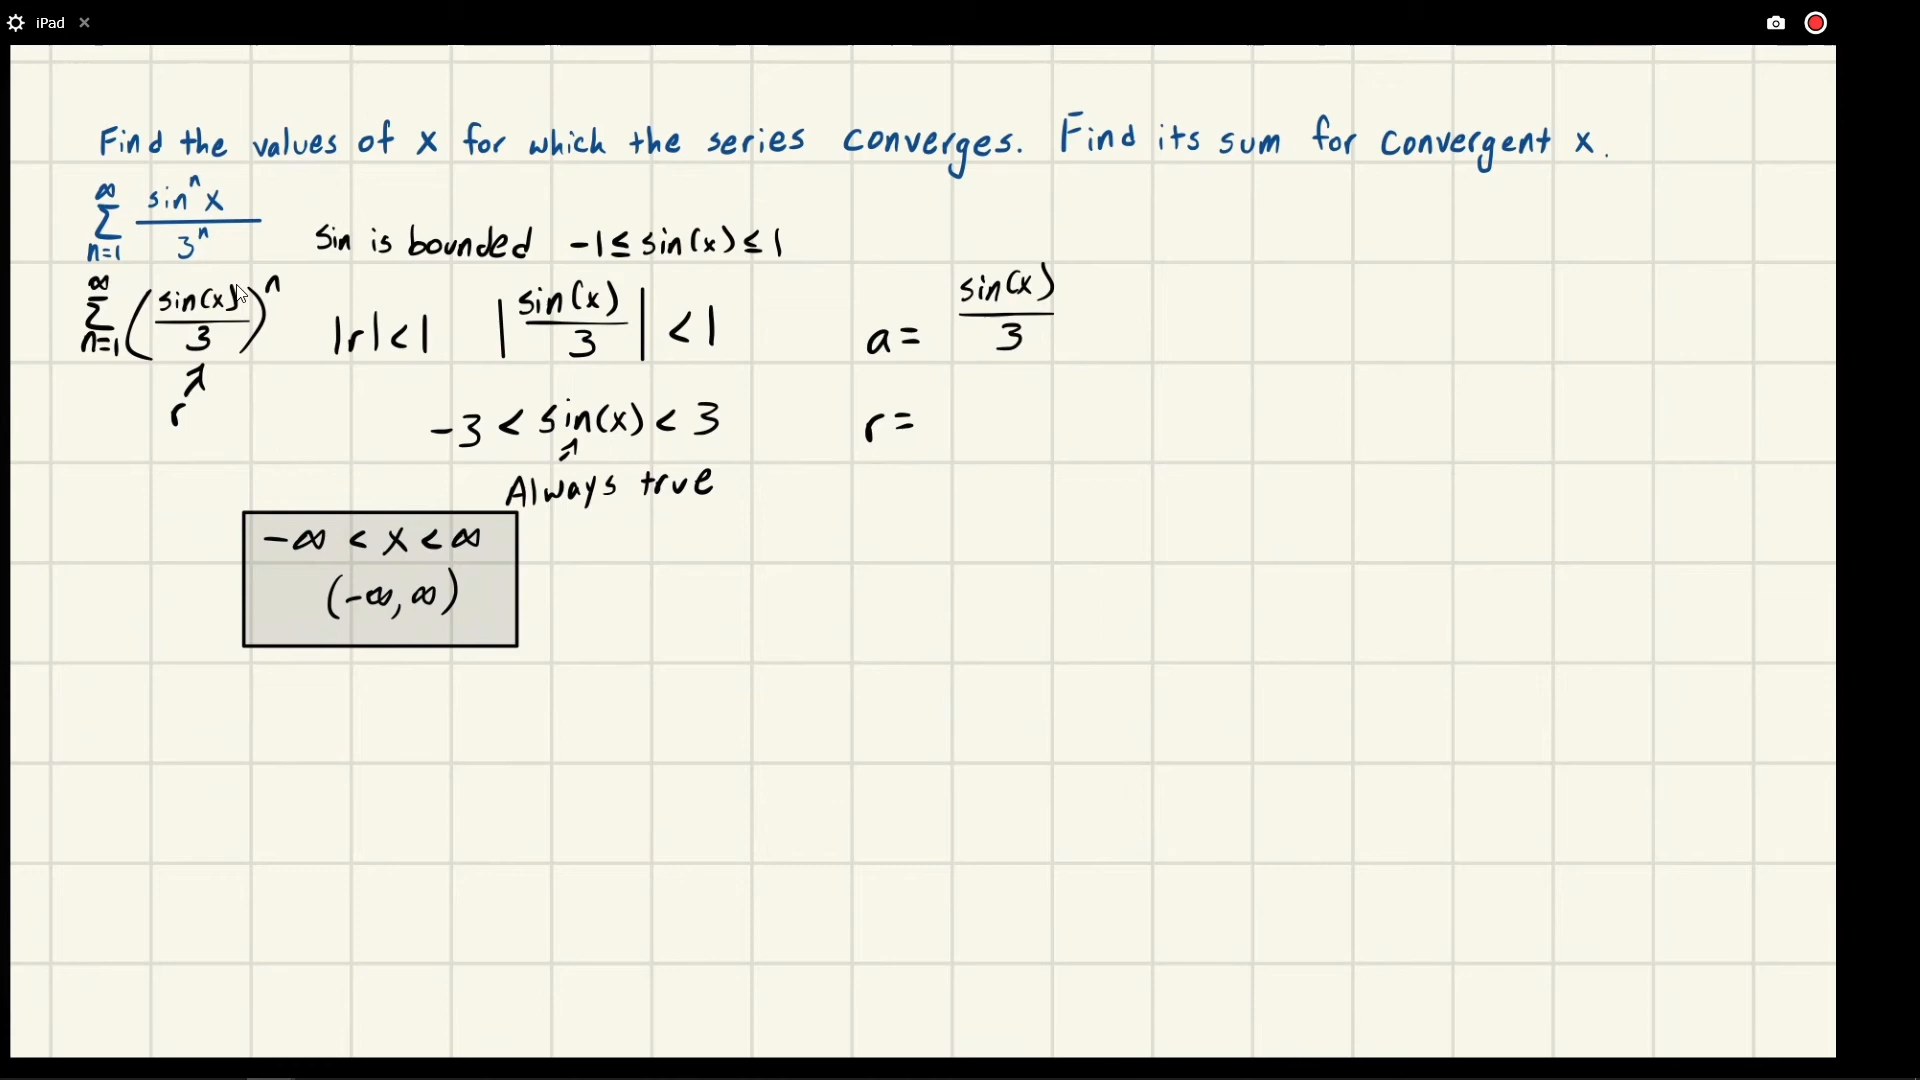 iPad
Find the values of x for which the series converges. Find its sum for convergent x.
∞ Σ n=1 sinⁿx / 3ⁿ
Sin is bounded -1 ≤ sin(x) ≤ 1
∞ Σ n=1 (sin(x) / 3)ⁿ
r
|r| < 1 |sin(x) / 3| < 1
-3 < sin(x) < 3
Always true
-∞ < x < ∞
(-∞, ∞)
a = sin(x) / 3
r =